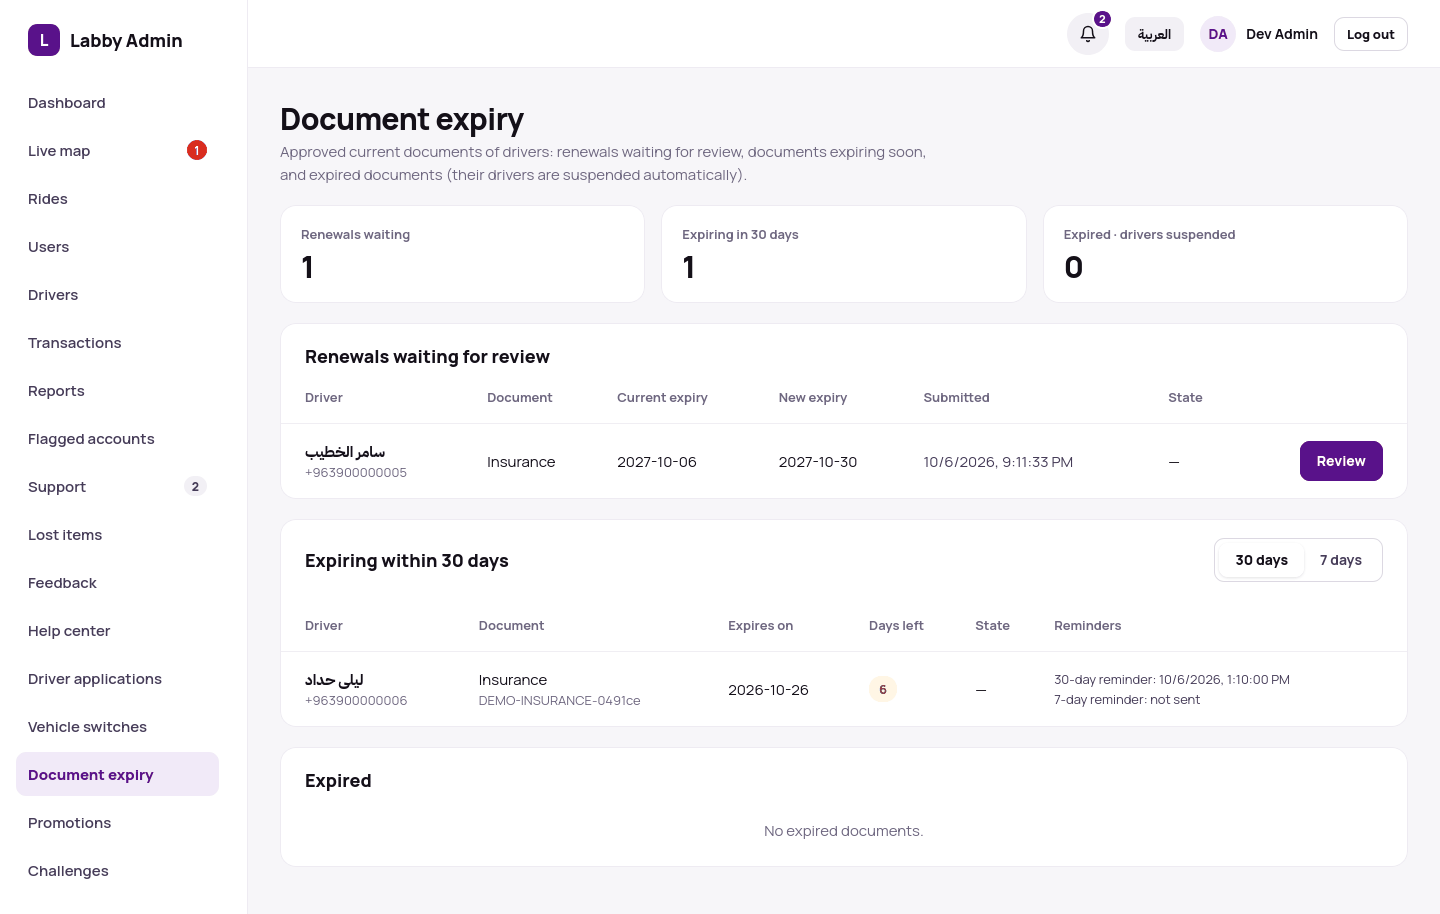 L
Labby Admin
2
العربية
DA
Dev Admin
Log out
Dashboard
Live map
1
Rides
Users
Drivers
Transactions
Reports
Flagged accounts
Support
2
Lost items
Feedback
Help center
Driver applications
Vehicle switches
Document expiry
Promotions
Challenges
Document expiry
Approved current documents of drivers: renewals waiting for review, documents expiring soon,
and expired documents (their drivers are suspended automatically).
Renewals waiting
1
Expiring in 30 days
1
Expired · drivers suspended
0
Renewals waiting for review
Driver Document Current expiry New expiry Submitted State
سامر الخطيب
+963900000005
Insurance 2027-10-06 2027-10-30 10/6/2026, 9:11:33 PM — Review
Expiring within 30 days
30 days 7 days
Driver Document Expires on Days left State Reminders
ليلى حداد
+963900000006
Insurance
DEMO-INSURANCE-0491ce
2026-10-26 6 —
30-day reminder: 10/6/2026, 1:10:00 PM
7-day reminder: not sent
Expired
No expired documents.